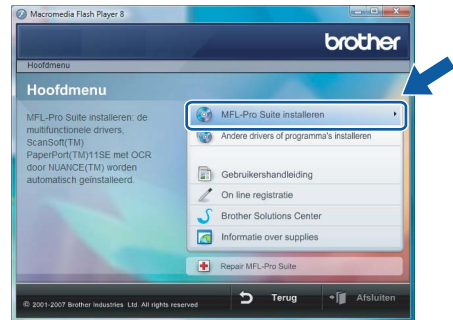 Macromedia Flash Player 8
brother
Hoofdmenu
Hoofdmenu
MFL-Pro Suite installeren: de
multifunctionele drivers,
ScanSoft(TM)
PaperPort(TM)11SE met OCR
door NUANCE(TM) worden
automatisch geïnstalleerd.
MFL-Pro Suite installeren
Andere drivers of programma's installeren
Gebruikershandleiding
On line registratie
Brother Solutions Center
Informatie over supplies
Repair MFL-Pro Suite
© 2001-2007 Brother Industries Ltd. All rights reserved
Terug
Afsluiten